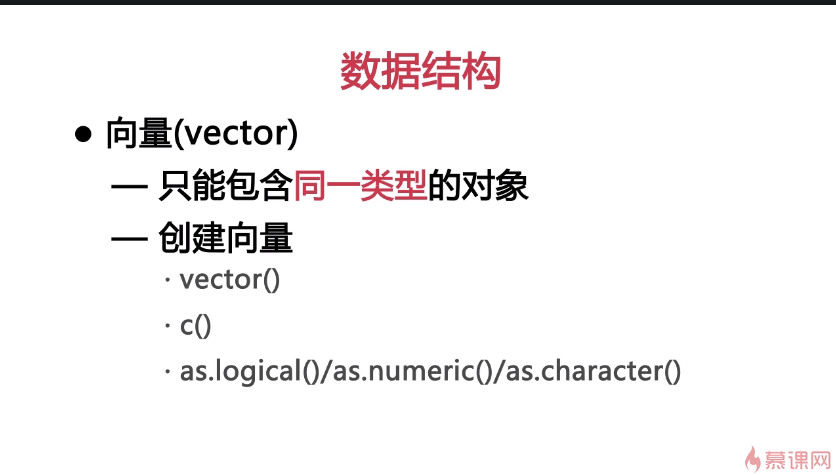 数据结构
● 向量(vector)
— 只能包含同一类型的对象
— 创建向量
· vector()
· c()
· as.logical()/as.numeric()/as.character()
慕课网